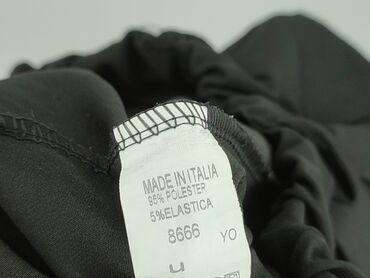 MADE IN ITALIA
95% POLESTER
5%ELASTICA
8666 YO